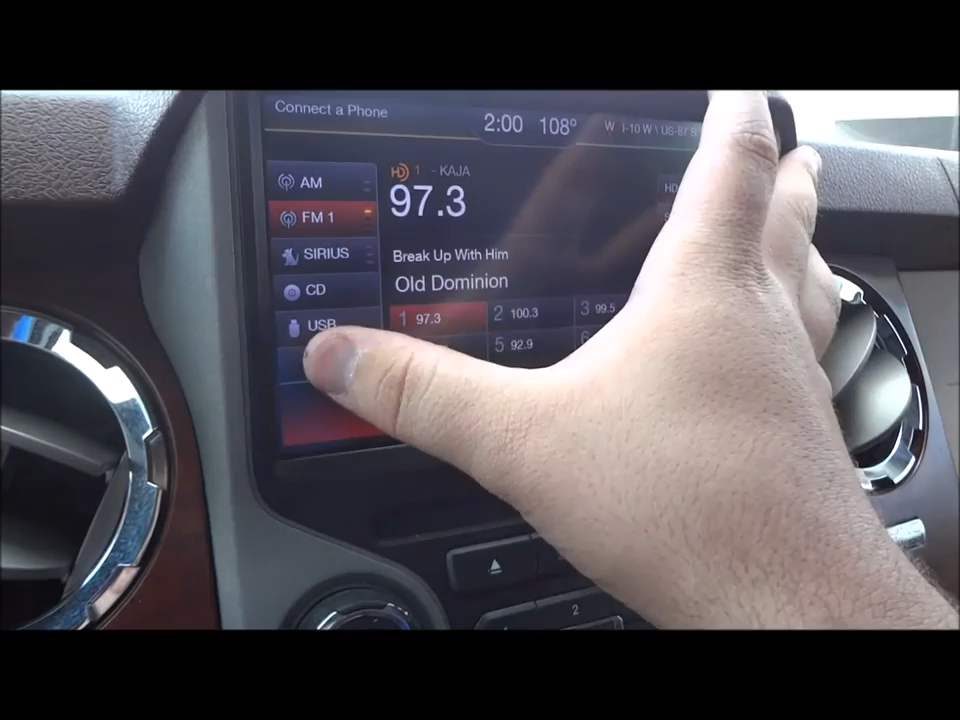 Connect a Phone
2:00 108° W I-10 W \ US-87 S
AM
FM 1
SIRIUS
CD
USB
HD 1 - KAJA
97.3
HD
Break Up With Him
Old Dominion
1 97.3 2 100.3 3 99.5
5 92.9 6
2